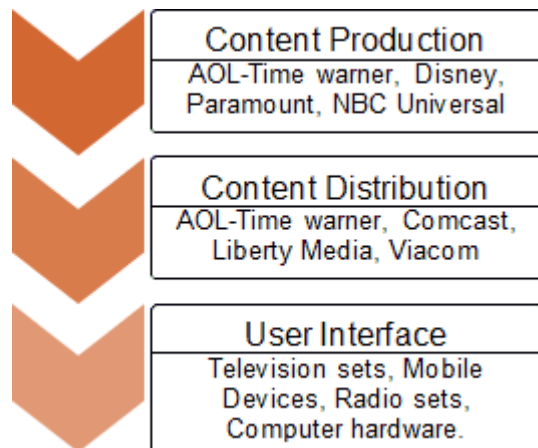 Content Production
AOL-Time warner, Disney,
Paramount, NBC Universal
Content Distribution
AOL-Time warner, Comcast,
Liberty Media, Viacom
User Interface
Television sets, Mobile
Devices, Radio sets,
Computer hardware.